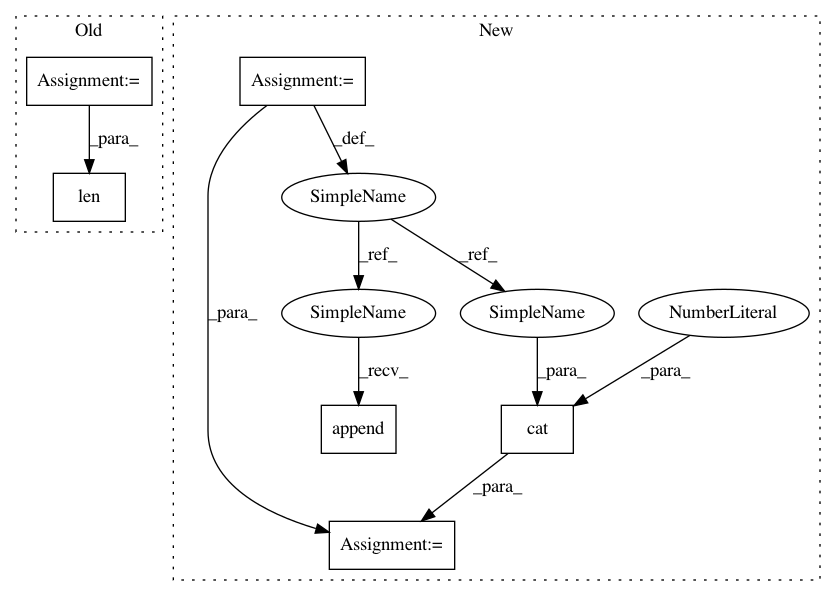 Old
New
Assignment:=
Assignment:=
_para_
_def_
len
SimpleName
_ref_
_ref_
_para_
SimpleName
SimpleName
NumberLiteral
_recv_
_para_
_para_
append
cat
_para_
Assignment:=